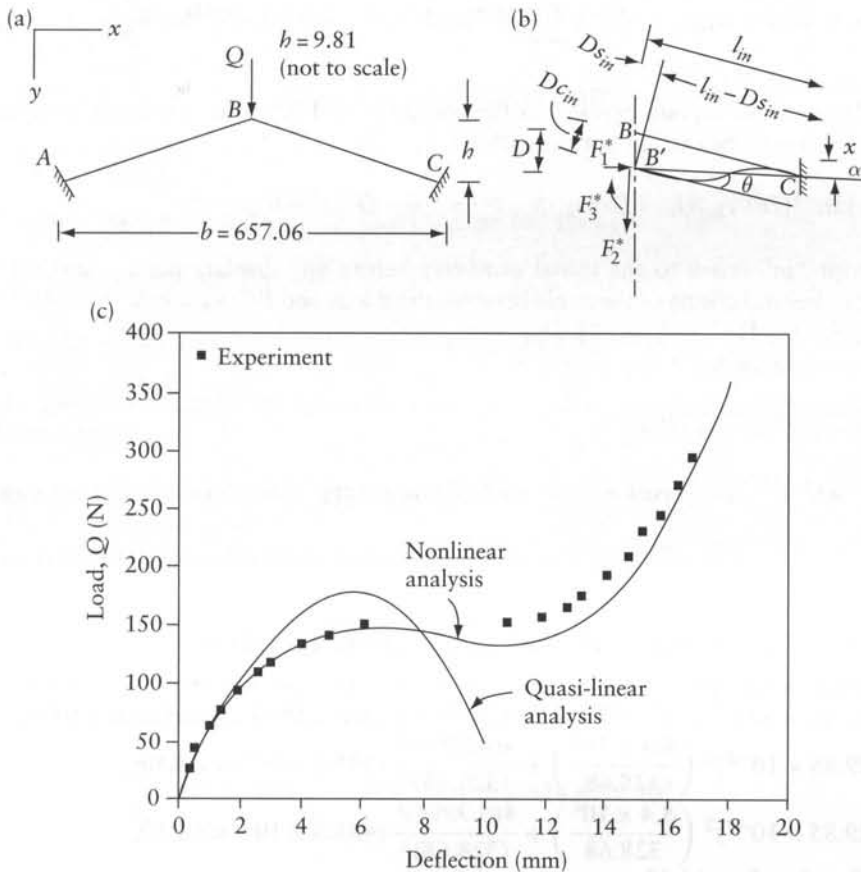 (a)
x
y
Q
h = 9.81
(not to scale)
B
A
C
h
b = 657.06
(b)
Ds_in
l_in
l_in – Ds_in
Dc_in
B
D
F₁*
B′
θ
C
x
α
F₃*
F₂*
(c)
400
350
300
250
200
150
100
50
0
Load, Q (N)
■ Experiment
Nonlinear
analysis
Quasi-linear
analysis
0 2 4 6 8 10 12 14 16 18 20
Deflection (mm)